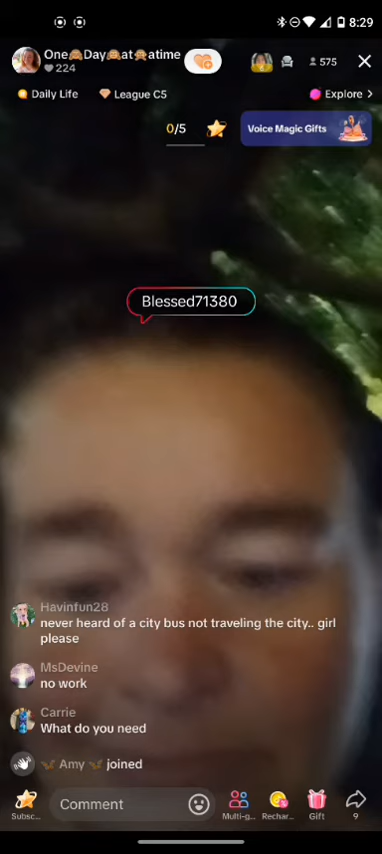 8:29
One🙈Day🙈at🙈atime
224
575
Daily Life
League C5
Explore >
0/5
Voice Magic Gifts
Blessed71380
Havinfun28
never heard of a city bus not traveling the city.. girl
please
MsDevine
no work
Carrie
What do you need
Amy joined
Comment
Subsc...
Multi-g...
Rechar...
Gift
9